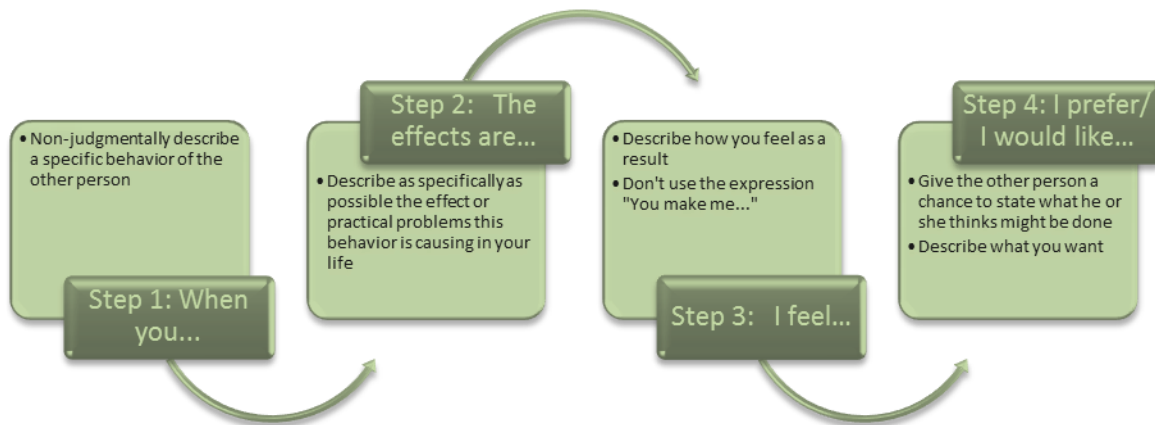 Step 1: When
you...
• Non-judgmentally describe
a specific behavior of the
other person
Step 2:   The
effects are...
• Describe as specifically as
possible the effect or
practical problems this
behavior is causing in your
life
Step 3:   I feel...
• Describe how you feel as a
result
• Don't use the expression
"You make me..."
Step 4: I prefer/
I would like...
• Give the other person a
chance to state what he or
she thinks might be done
• Describe what you want